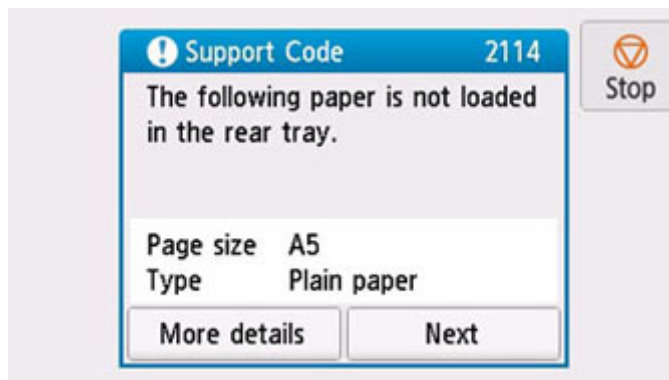 Support Code 2114
Stop
The following paper is not loaded
in the rear tray.
Page size A5
Type Plain paper
More details Next